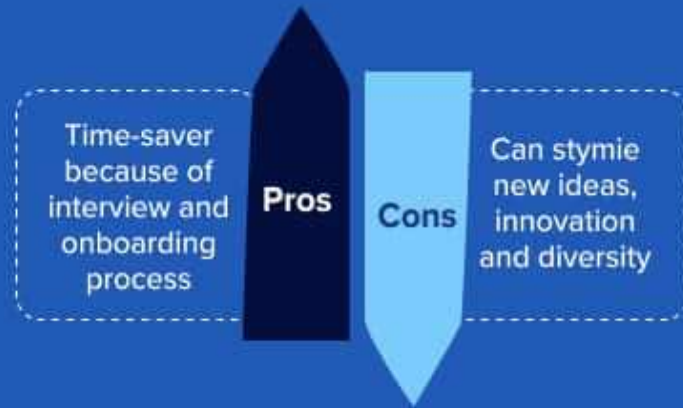 Time-saver
because of
interview and
onboarding
process
Pros
Cons
Can stymie
new ideas,
innovation
and diversity